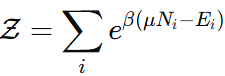 𝒵 = ∑_i e^{β(μN_i − E_i)}